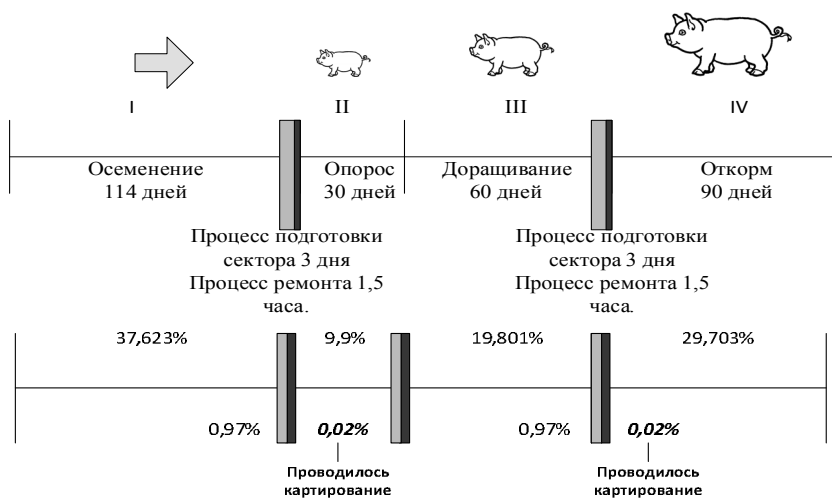 I II III IV
Осеменение
114 дней
Опорос
30 дней
Доращивание
60 дней
Откорм
90 дней
Процесс подготовки
сектора 3 дня
Процесс ремонта 1,5
часа.
Процесс подготовки
сектора 3 дня
Процесс ремонта 1,5
часа.
37,623% 9,9% 19,801% 29,703%
0,97% 0,02% 0,97% 0,02%
Проводилось
картирование
Проводилось
картирование